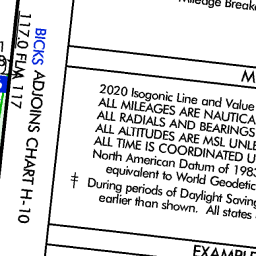 Mileage Break
M
2020 Isogonic Line and Value
ALL MILEAGES ARE NAUTICA
ALL RADIALS AND BEARINGS
ALL ALTITUDES ARE MSL UNLE
ALL TIME IS COORDINATED U
North American Datum of 1983
equivalent to World Geodetic
‡ During periods of Daylight Saving
earlier than shown. All states
EXAMPLE
BICKS ADJOINS CHART H-10
117.0 FLM 117